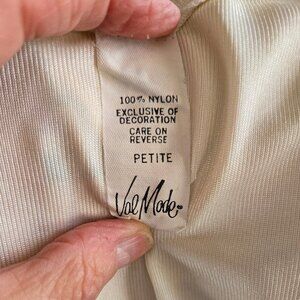 100% NYLON
EXCLUSIVE OF
DECORATION
CARE ON
REVERSE
PETITE
Val Mode